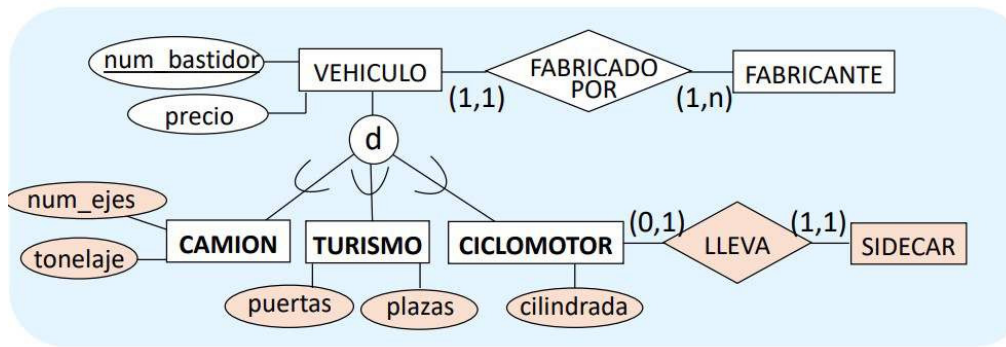 num_bastidor
VEHICULO
FABRICADO
POR
FABRICANTE
(1,1)
(1,n)
precio
d
num_ejes
tonelaje
CAMION
TURISMO
CICLOMOTOR
(0,1)
LLEVA
(1,1)
SIDECAR
puertas
plazas
cilindrada